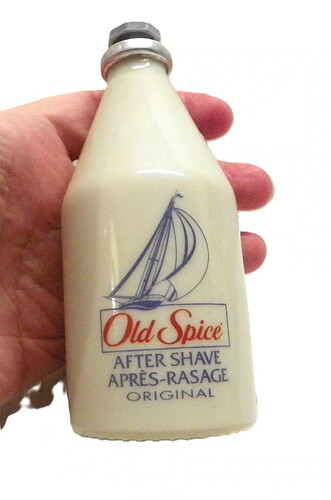 Old Spice
AFTER SHAVE
APRÈS-RASAGE
ORIGINAL